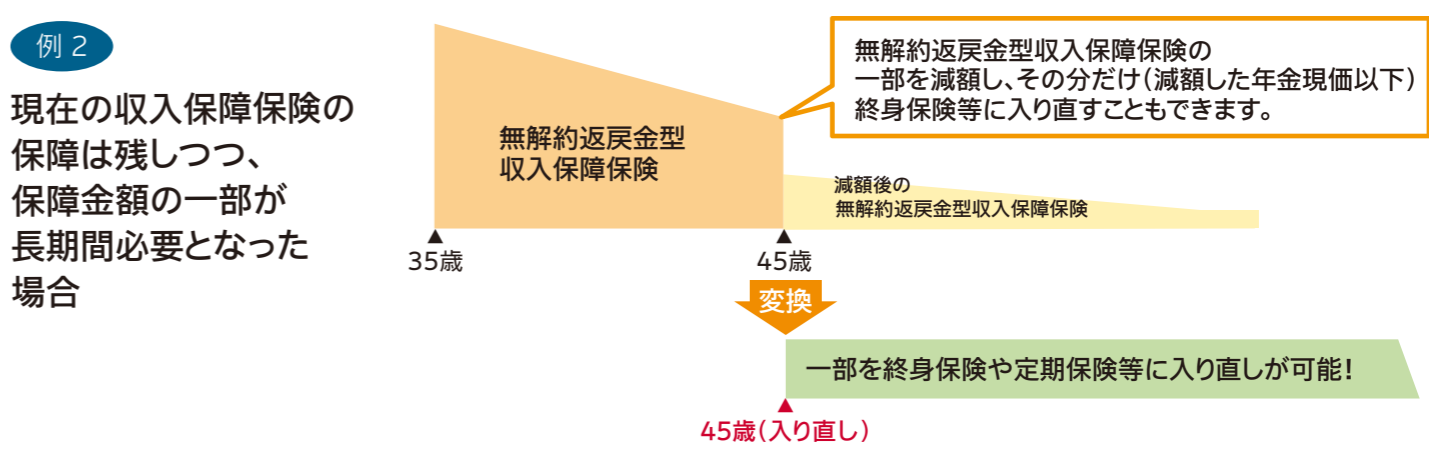 例 2
現在の収入保障保険の
保障は残しつつ、
保障金額の一部が
長期間必要となった
場合
無解約返戻金型
収入保障保険
無解約返戻金型収入保障保険の
一部を減額し、その分だけ（減額した年金現価以下）
終身保険等に入り直すこともできます。
減額後の
無解約返戻金型収入保障保険
▲
35歳
▲
45歳
変換
一部を終身保険や定期保険等に入り直しが可能！
▲
45歳（入り直し）